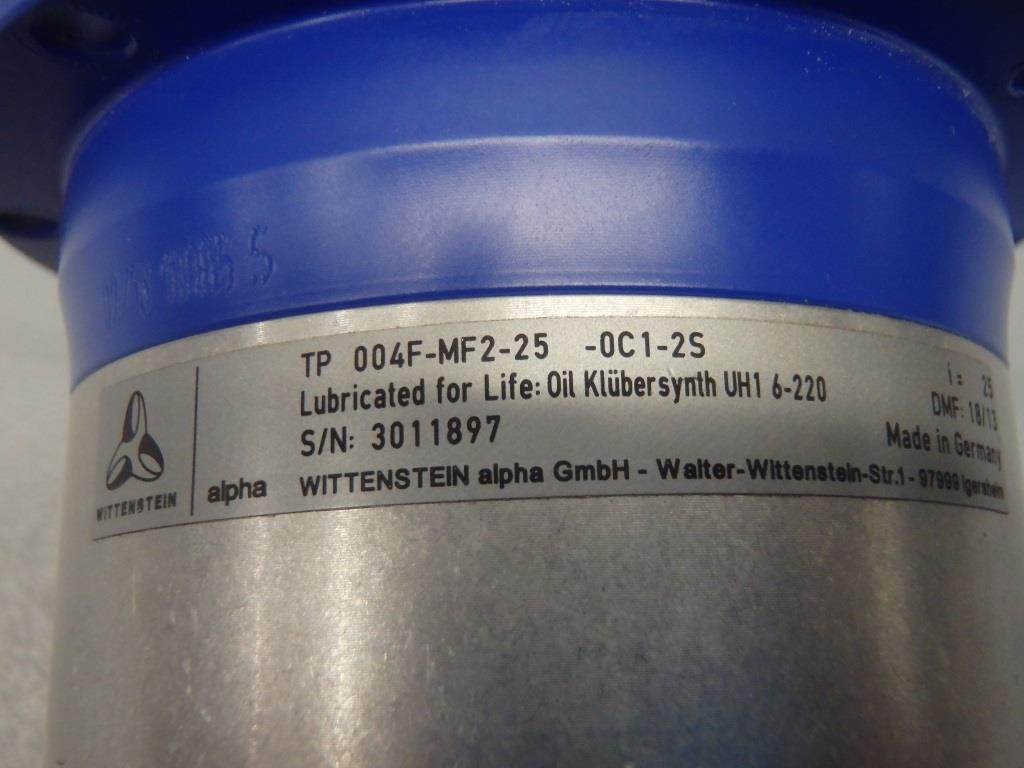 TP 004F-MF2-25 -0C1-2S
i = 25
Lubricated for Life: Oil Klübersynth UH1 6-220
DMF: 18/13
S/N: 3011897
Made in Germany
WITTENSTEIN
alpha
WITTENSTEIN alpha GmbH - Walter-Wittenstein-Str.1 - 97999 Igersheim